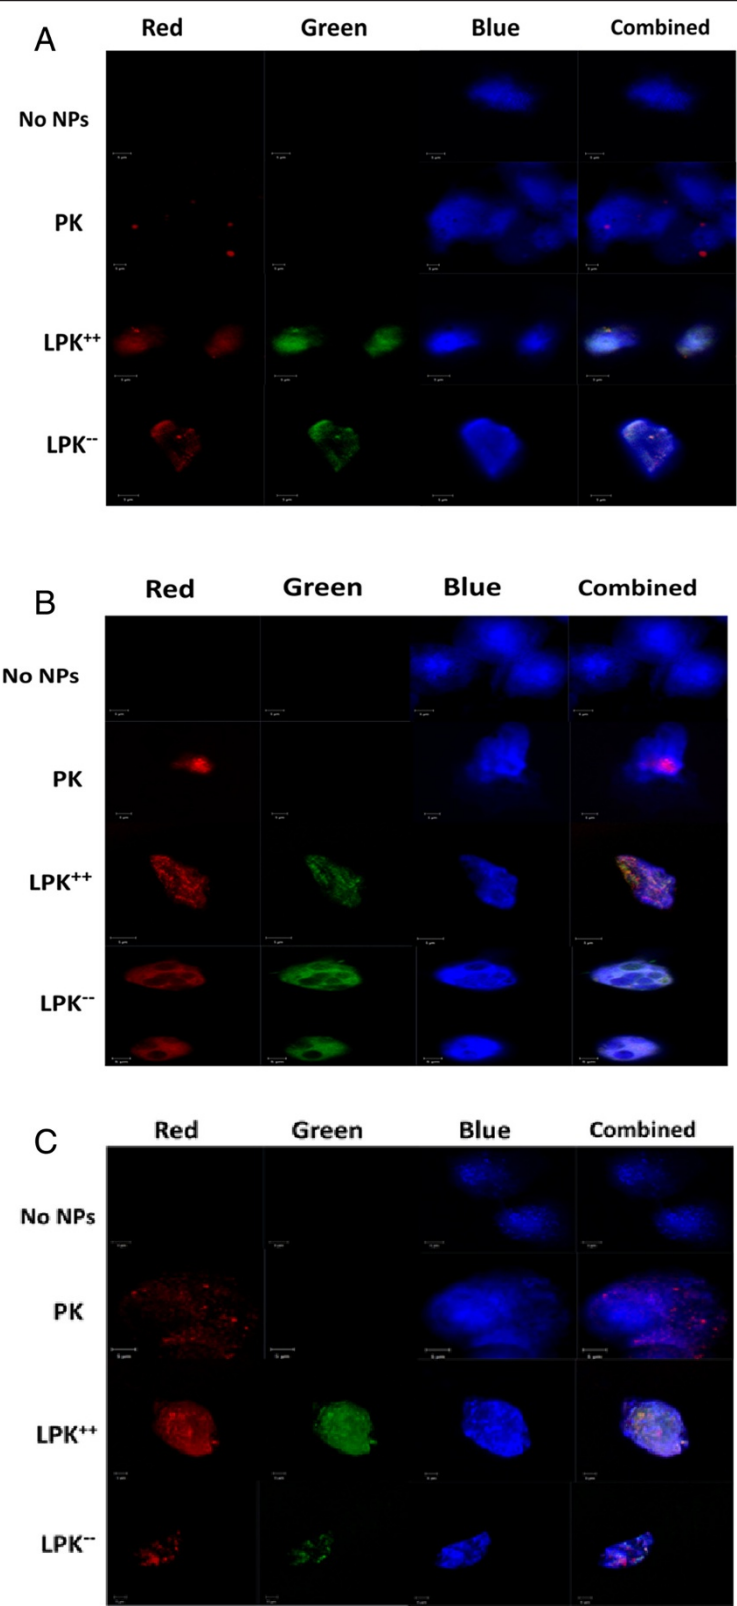 A
Red Green Blue Combined
No NPs
PK
LPK++
LPK--
B
Red Green Blue Combined
No NPs
PK
LPK++
LPK--
C
Red Green Blue Combined
No NPs
PK
LPK++
LPK--